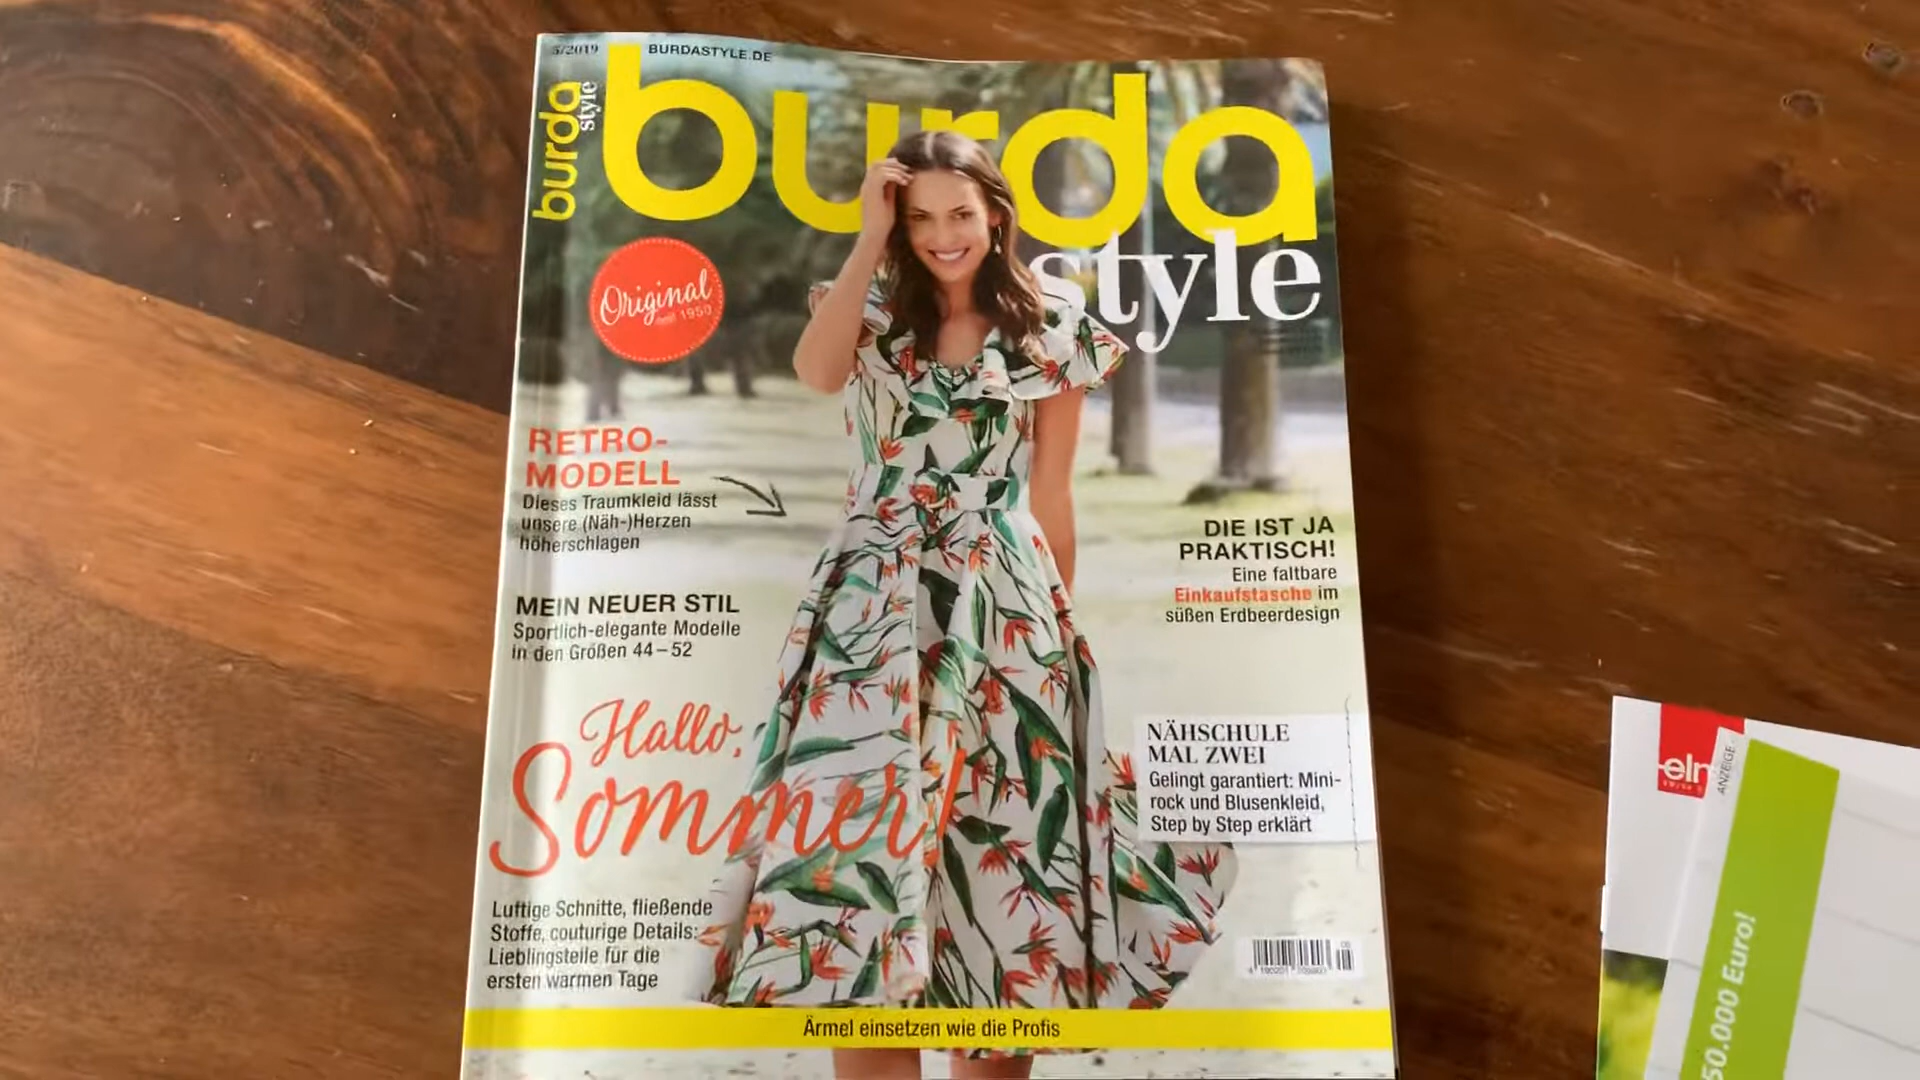 5/2019
BURDASTYLE.DE
burda
style
burda
style
Original
seit 1950
RETRO-
MODELL
Dieses Traumkleid lässt
unsere (Näh-)Herzen
höherschlagen
MEIN NEUER STIL
Sportlich-elegante Modelle
in den Größen 44–52
Hallo,
Sommer!
Luftige Schnitte, fließende
Stoffe, couturige Details:
Lieblingsteile für die
ersten warmen Tage
DIE IST JA
PRAKTISCH!
Eine faltbare
Einkaufstasche im
süßen Erdbeerdesign
NÄHSCHULE
MAL ZWEI
Gelingt garantiert: Mini-
rock und Blusenkleid,
Step by Step erklärt
Ärmel einsetzen wie die Profis
ANZEIGE
50.000 Euro!